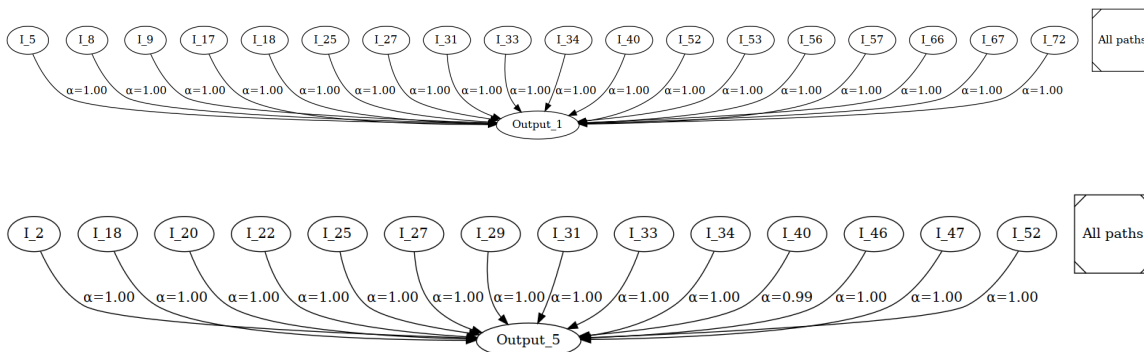 I_5 I_8 I_9 I_17 I_18 I_25 I_27 I_31 I_33 I_34 I_40 I_52 I_53 I_56 I_57 I_66 I_67 I_72 All paths
α=1.00 α=1.00 α=1.00 α=1.00 α=1.00 α=1.00 α=1.00 α=1.00 α=1.00 α=1.00 α=1.00 α=1.00 α=1.00 α=1.00 α=1.00 α=1.00 α=1.00 α=1.00
Output_1
I_2 I_18 I_20 I_22 I_25 I_27 I_29 I_31 I_33 I_34 I_40 I_46 I_47 I_52 All paths
α=1.00 α=1.00 α=1.00 α=1.00 α=1.00 α=1.00 α=1.00 α=1.00 α=1.00 α=1.00 α=0.99 α=1.00 α=1.00 α=1.00
Output_5